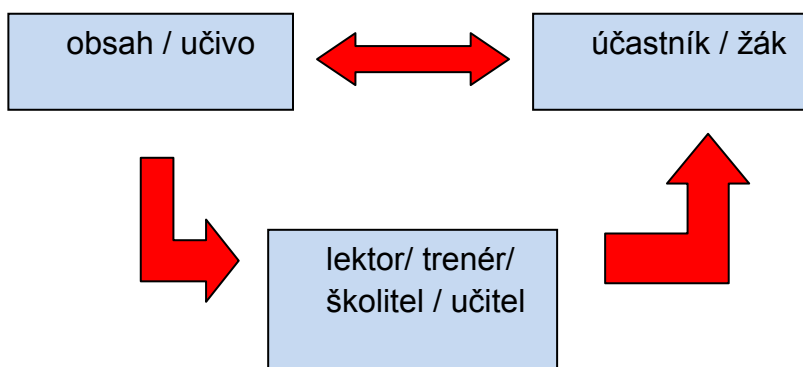 obsah / učivo
účastník / žák
lektor/ trenér/
školitel / učitel